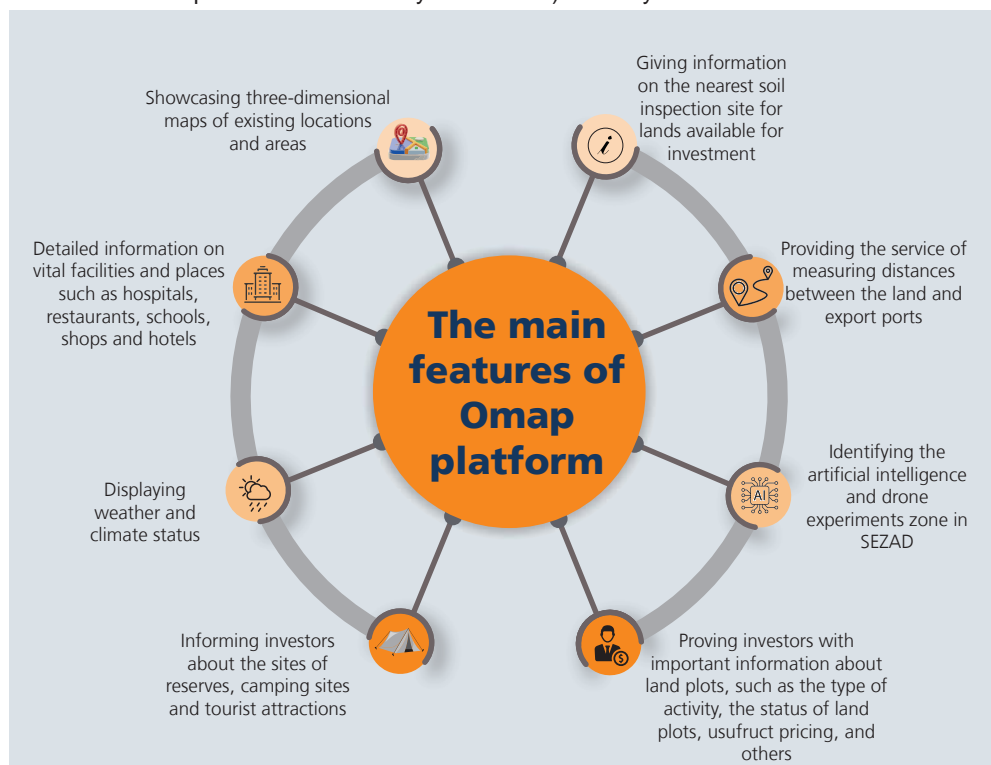 Showcasing three-dimensional
maps of existing locations
and areas
Giving information
on the nearest soil
inspection site for
lands available for
investment
Detailed information on
vital facilities and places
such as hospitals,
restaurants, schools,
shops and hotels
Providing the service of
measuring distances
between the land and
export ports
The main
features of
Omap
platform
Displaying
weather and
climate status
Identifying the
artificial intelligence
and drone
experiments zone in
SEZAD
AI
Informing investors
about the sites of
reserves, camping sites
and tourist attractions
Proving investors with
important information about
land plots, such as the type of
activity, the status of land
plots, usufruct pricing, and
others